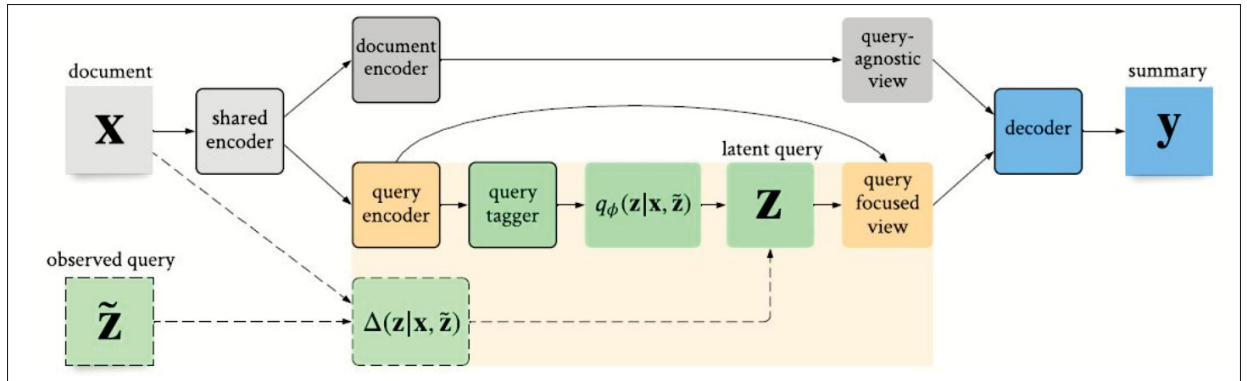 document
x
shared
encoder
document
encoder
query-
agnostic
view
summary
y
decoder
latent query
query
encoder
query
tagger
qϕ(z|x, z̃)
z
query
focused
view
observed query
z̃
Δ(z|x, z̃)